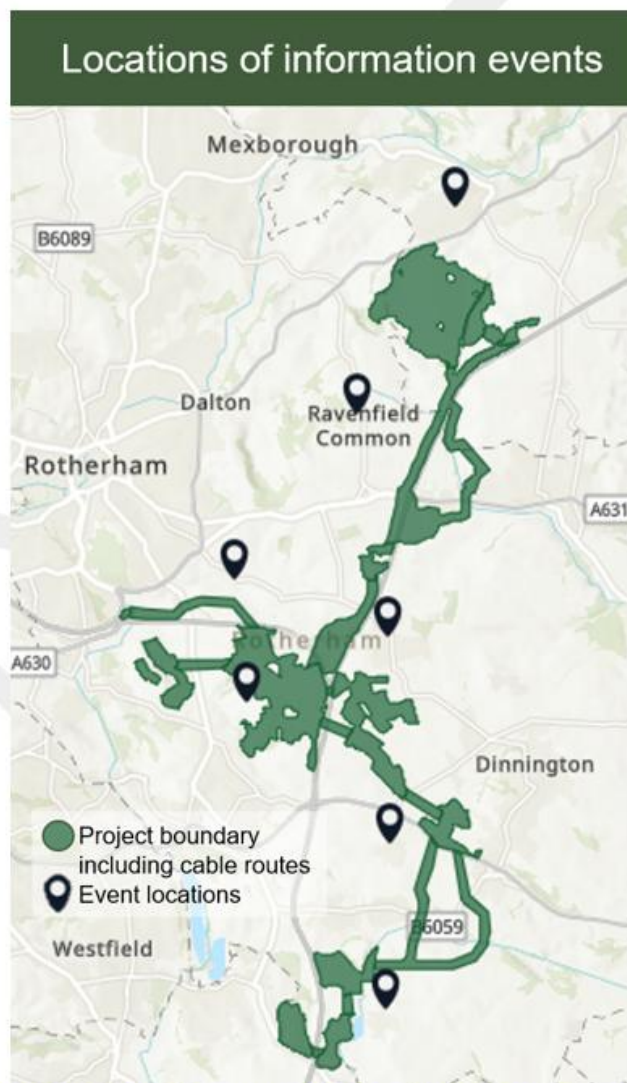 Locations of information events
Mexborough
B6089
Dalton
Ravenfield
Common
Rotherham
A631
Rotherham
A630
Dinnington
Project boundary
including cable routes
Event locations
B6059
Westfield